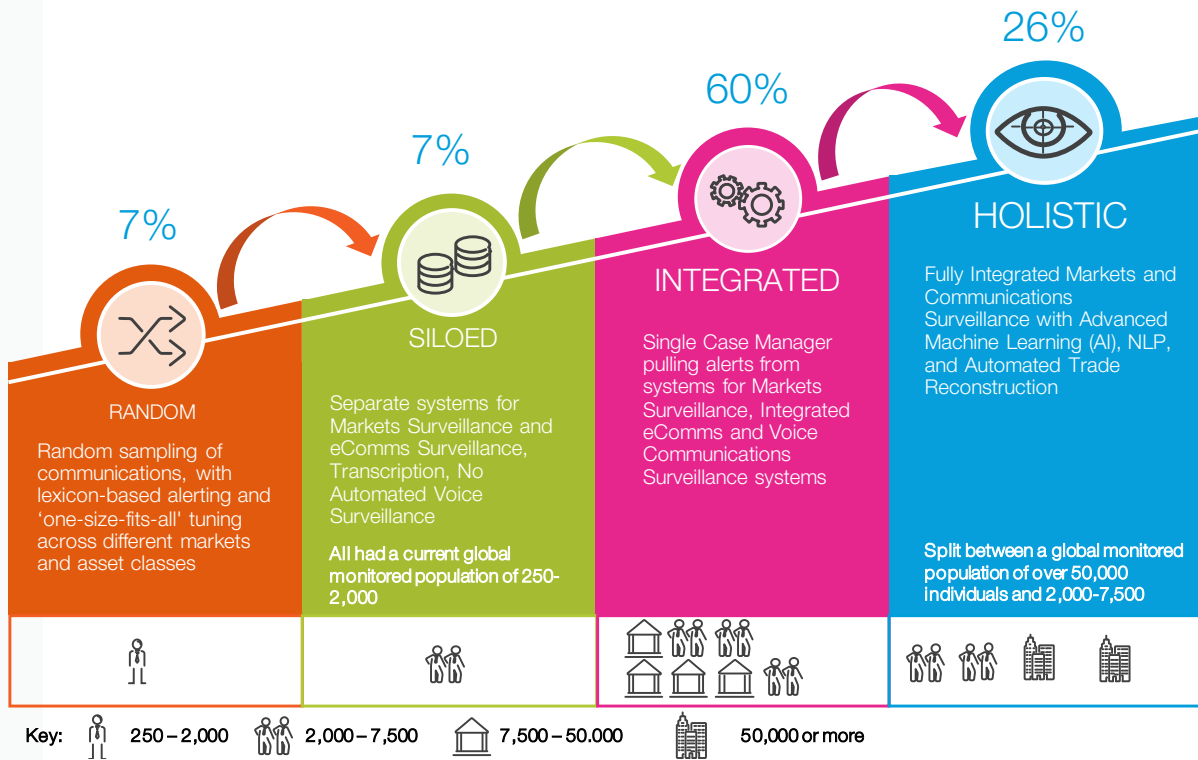 7%
RANDOM
Random sampling of
communications, with
lexicon-based alerting and
‘one-size-fits-all' tuning
across different markets
and asset classes
7%
SILOED
Separate systems for
Markets Surveillance and
eComms Surveillance,
Transcription, No
Automated Voice
Surveillance
All had a current global
monitored population of 250-
2,000
60%
INTEGRATED
Single Case Manager
pulling alerts from
systems for Markets
Surveillance, Integrated
eComms and Voice
Communications
Surveillance systems
26%
HOLISTIC
Fully Integrated Markets and
Communications
Surveillance with Advanced
Machine Learning (AI), NLP,
and Automated Trade
Reconstruction
Split between a global monitored
population of over 50,000
individuals and 2,000-7,500
Key: 250 – 2,000 2,000 – 7,500 7,500 – 50.000 50,000 or more